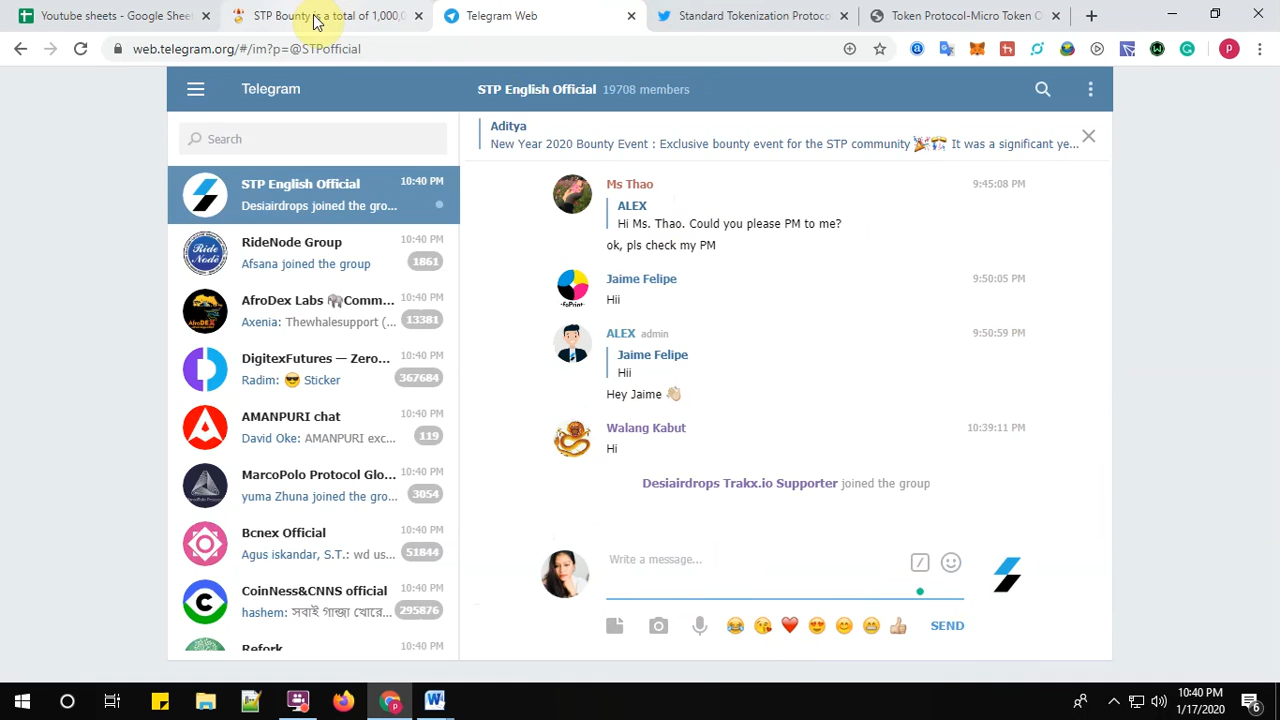 Youtube sheets - Google Sheet
STP Bounty is a total of 1,000,0
Telegram Web
Standard Tokenization Protoco
Token Protocol-Micro Token O
web.telegram.org/#/im?p=@STPofficial
Telegram
STP English Official 19708 members
Search
Aditya
New Year 2020 Bounty Event : Exclusive bounty event for the STP community 🎉🎊 It was a significant ye...
STP English Official 10:40 PM
Desiairdrops joined the gro...
RideNode Group 10:40 PM
Afsana joined the group 1861
AfroDex Labs 🐘Comm... 10:40 PM
Axenia: Thewhalesupport (... 13381
DigitexFutures — Zero... 10:40 PM
Radim: 😎 Sticker 367684
AMANPURI chat 10:40 PM
David Oke: AMANPURI exc... 119
MarcoPolo Protocol Glo... 10:40 PM
yuma Zhuna joined the gro... 3054
Bcnex Official 10:40 PM
Agus iskandar, S.T.: wd us... 51844
CoinNess&CNNS official 10:40 PM
hashem: সবাই গান্জা খোরে... 295876
Refork 10:40 PM
Ms Thao 9:45:08 PM
ALEX
Hi Ms. Thao. Could you please PM to me?
ok, pls check my PM
Jaime Felipe 9:50:05 PM
Hii
ALEX admin 9:50:59 PM
Jaime Felipe
Hii
Hey Jaime 👋🏼
Walang Kabut 10:39:11 PM
Hi
Desiairdrops Trakx.io Supporter joined the group
Write a message...
SEND
10:40 PM
1/17/2020
6